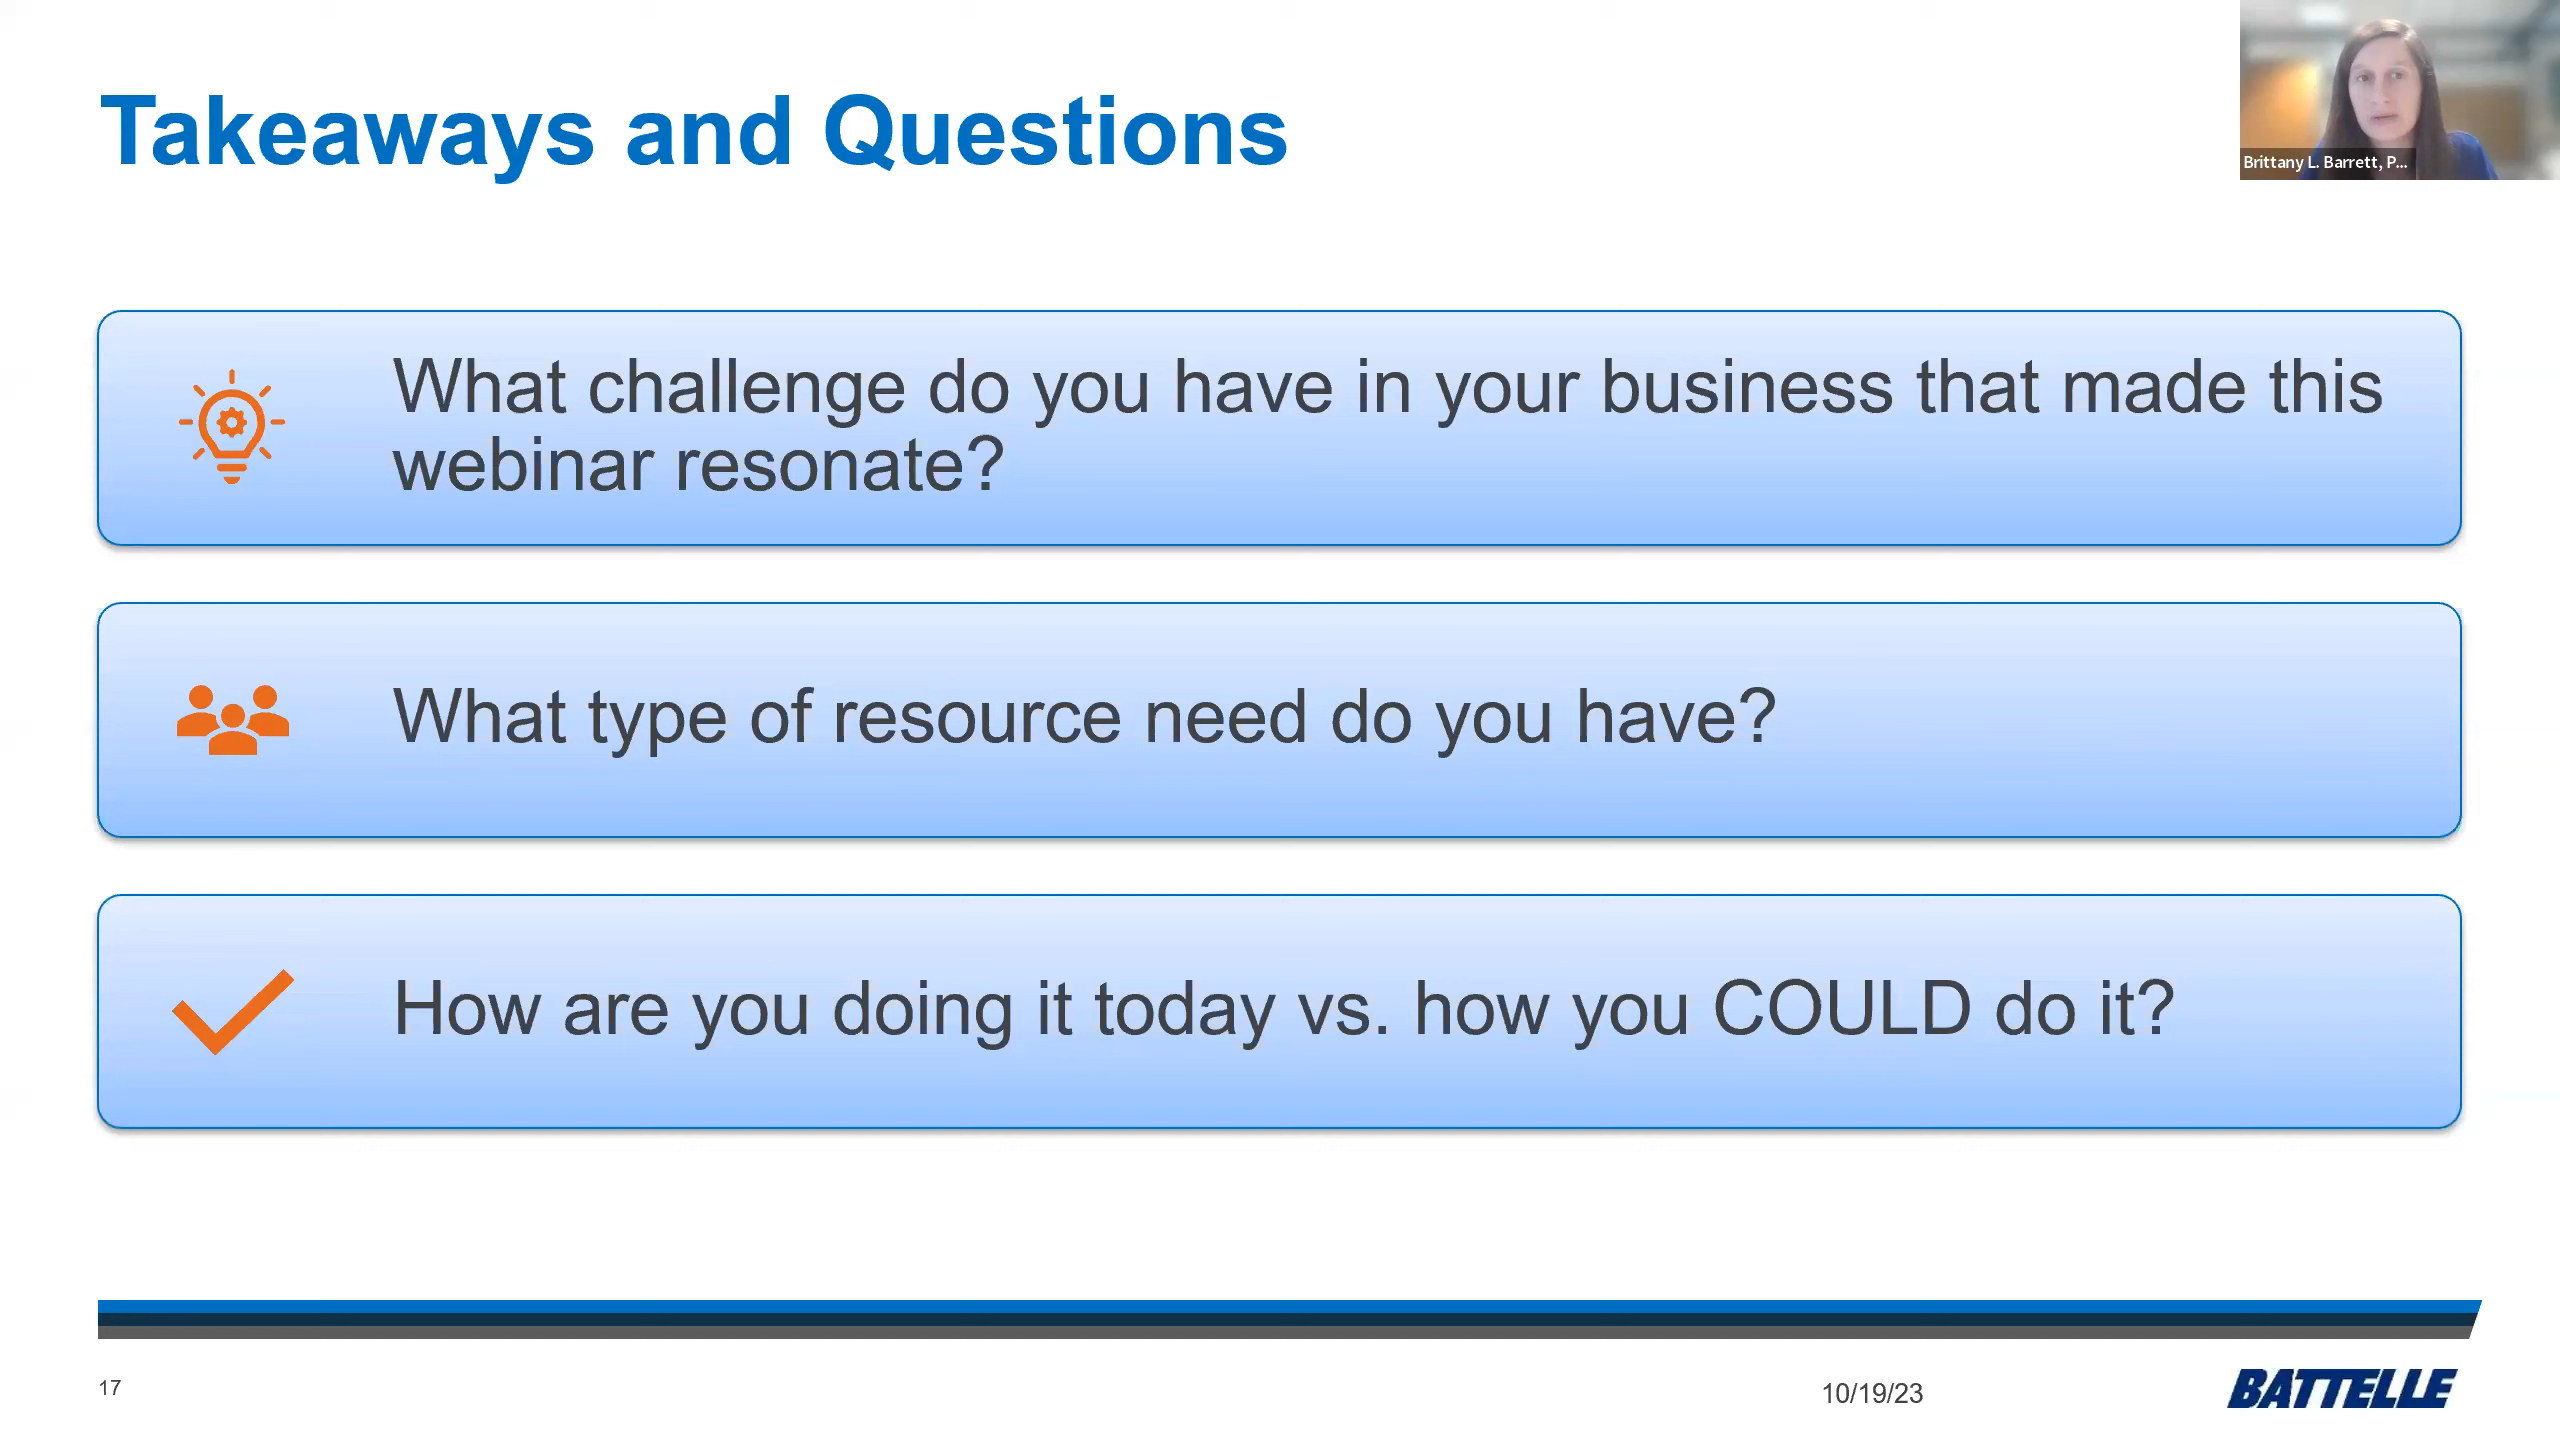 Takeaways and Questions
Brittany L. Barrett, P...
What challenge do you have in your business that made this
webinar resonate?
What type of resource need do you have?
How are you doing it today vs. how you COULD do it?
17
10/19/23
BATTELLE